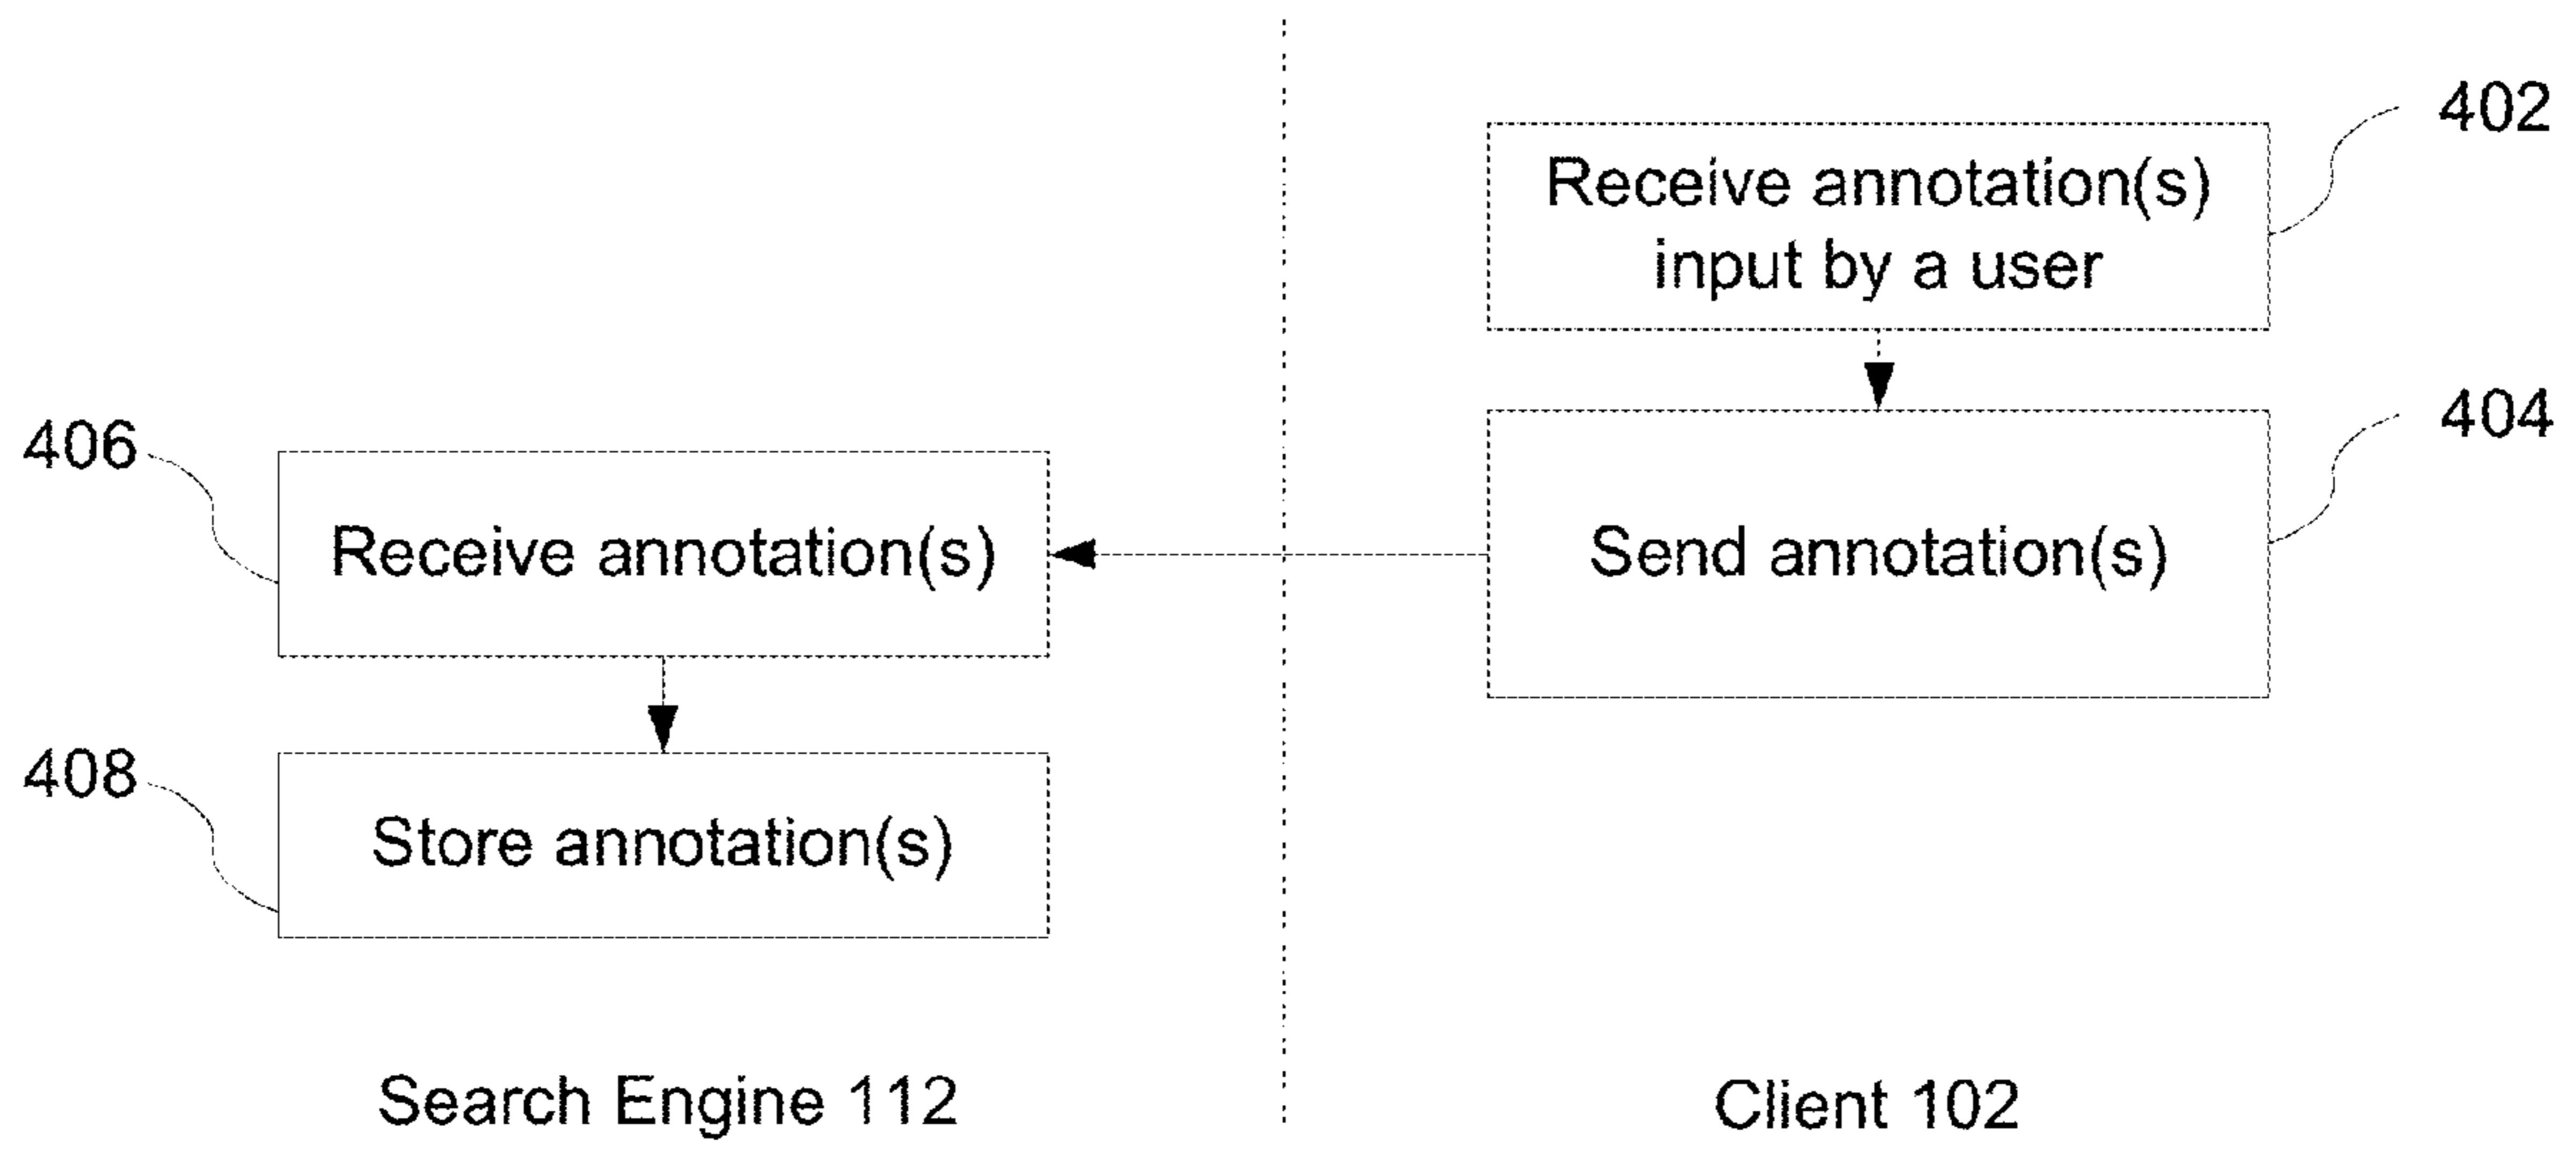 402
Receive annotation(s)
input by a user
404
Send annotation(s)
406
Receive annotation(s)
408
Store annotation(s)
Search Engine 112
Client 102